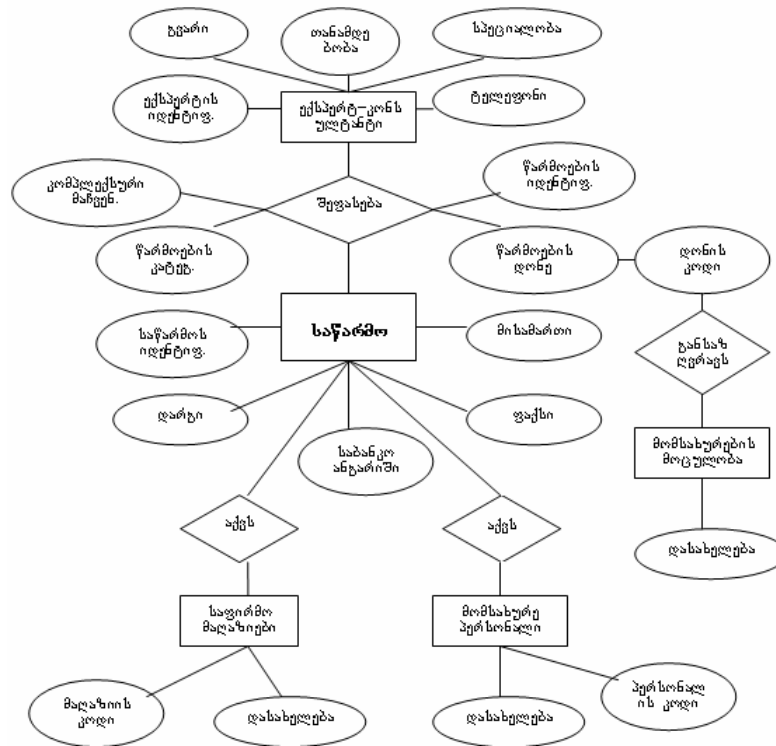 გვარი
თანამდე
ბობა
სპეციალობა
ექსპერტის
იდენტიფ.
ექსპერტ-კონს
ულტანტი
ტელეფონი
კომპლექსური
მაჩვენ.
შეფასება
წარმოების
იდენტიფ.
წარმოების
კატეგ.
წარმოების
დონე
დონის
კოდი
საწარმოს
იდენტიფ.
საწარმო
მისამართი
განსაზ
ღვრავს
დარგი
საბანკო
ანგარიში
ფაქსი
მომსახურების
მოცულობა
აქვს
აქვს
დასახელება
საფირმო
მაღაზიები
მომსახურე
პერსონალი
მაღაზიის
კოდი
დასახელება
დასახელება
პერსონალ
ის კოდი